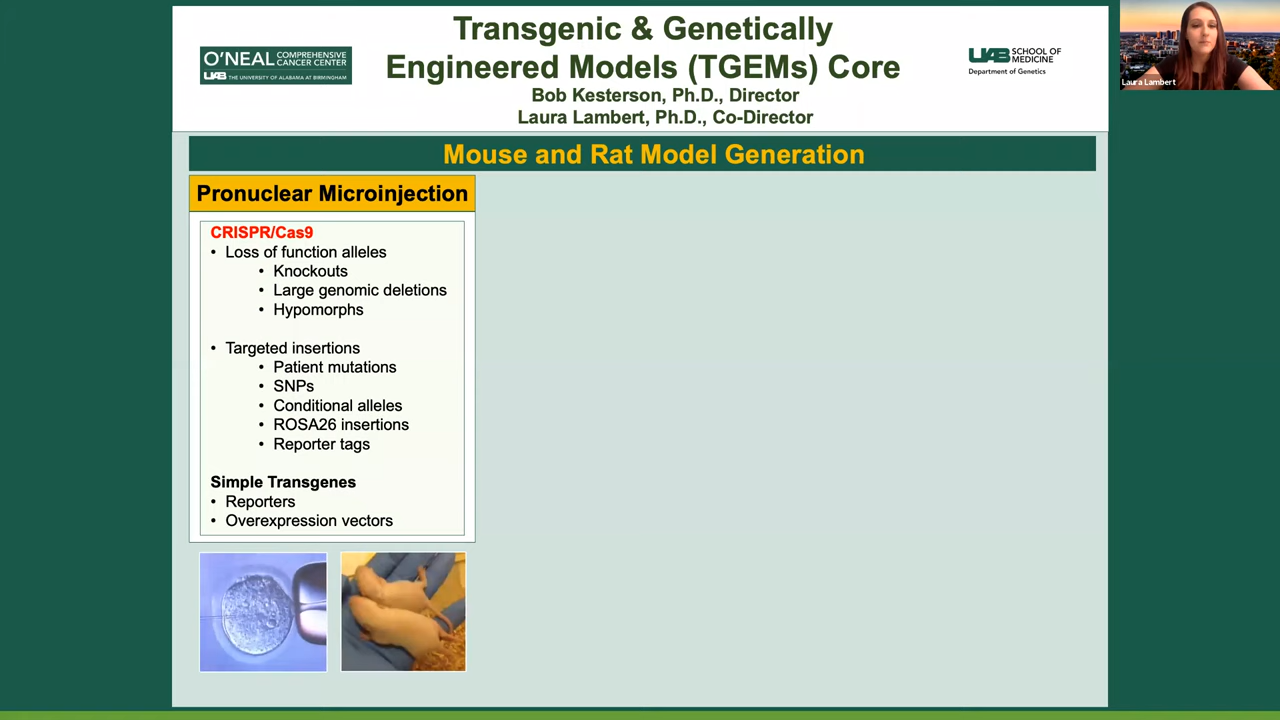 Transgenic & Genetically
Engineered Models (TGEMs) Core
Bob Kesterson, Ph.D., Director
Laura Lambert, Ph.D., Co-Director
O'NEAL COMPREHENSIVE
CANCER CENTER
UAB THE UNIVERSITY OF ALABAMA AT BIRMINGHAM
UAB SCHOOL OF
MEDICINE
Department of Genetics
Laura Lambert
Mouse and Rat Model Generation
Pronuclear Microinjection
CRISPR/Cas9
• Loss of function alleles
• Knockouts
• Large genomic deletions
• Hypomorphs
• Targeted insertions
• Patient mutations
• SNPs
• Conditional alleles
• ROSA26 insertions
• Reporter tags
Simple Transgenes
• Reporters
• Overexpression vectors